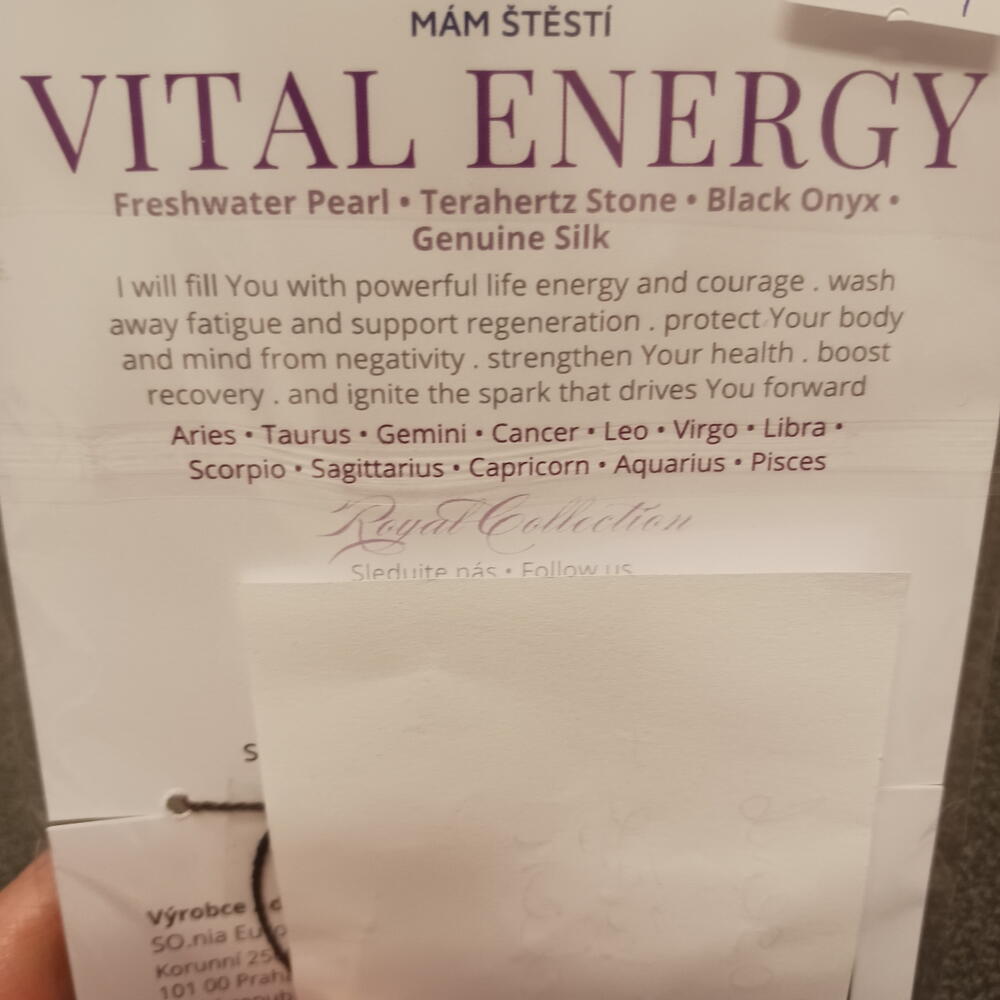 MÁM ŠTĚSTÍ
VITAL ENERGY
Freshwater Pearl • Terahertz Stone • Black Onyx •
Genuine Silk
I will fill You with powerful life energy and courage . wash
away fatigue and support regeneration . protect Your body
and mind from negativity . strengthen Your health . boost
recovery . and ignite the spark that drives You forward
Aries • Taurus • Gemini • Cancer • Leo • Virgo • Libra •
Scorpio • Sagittarius • Capricorn • Aquarius • Pisces
Royal Collection
Sledujte nás • Follow us
S
Výrobce
SO.nia
Korunní
101 00